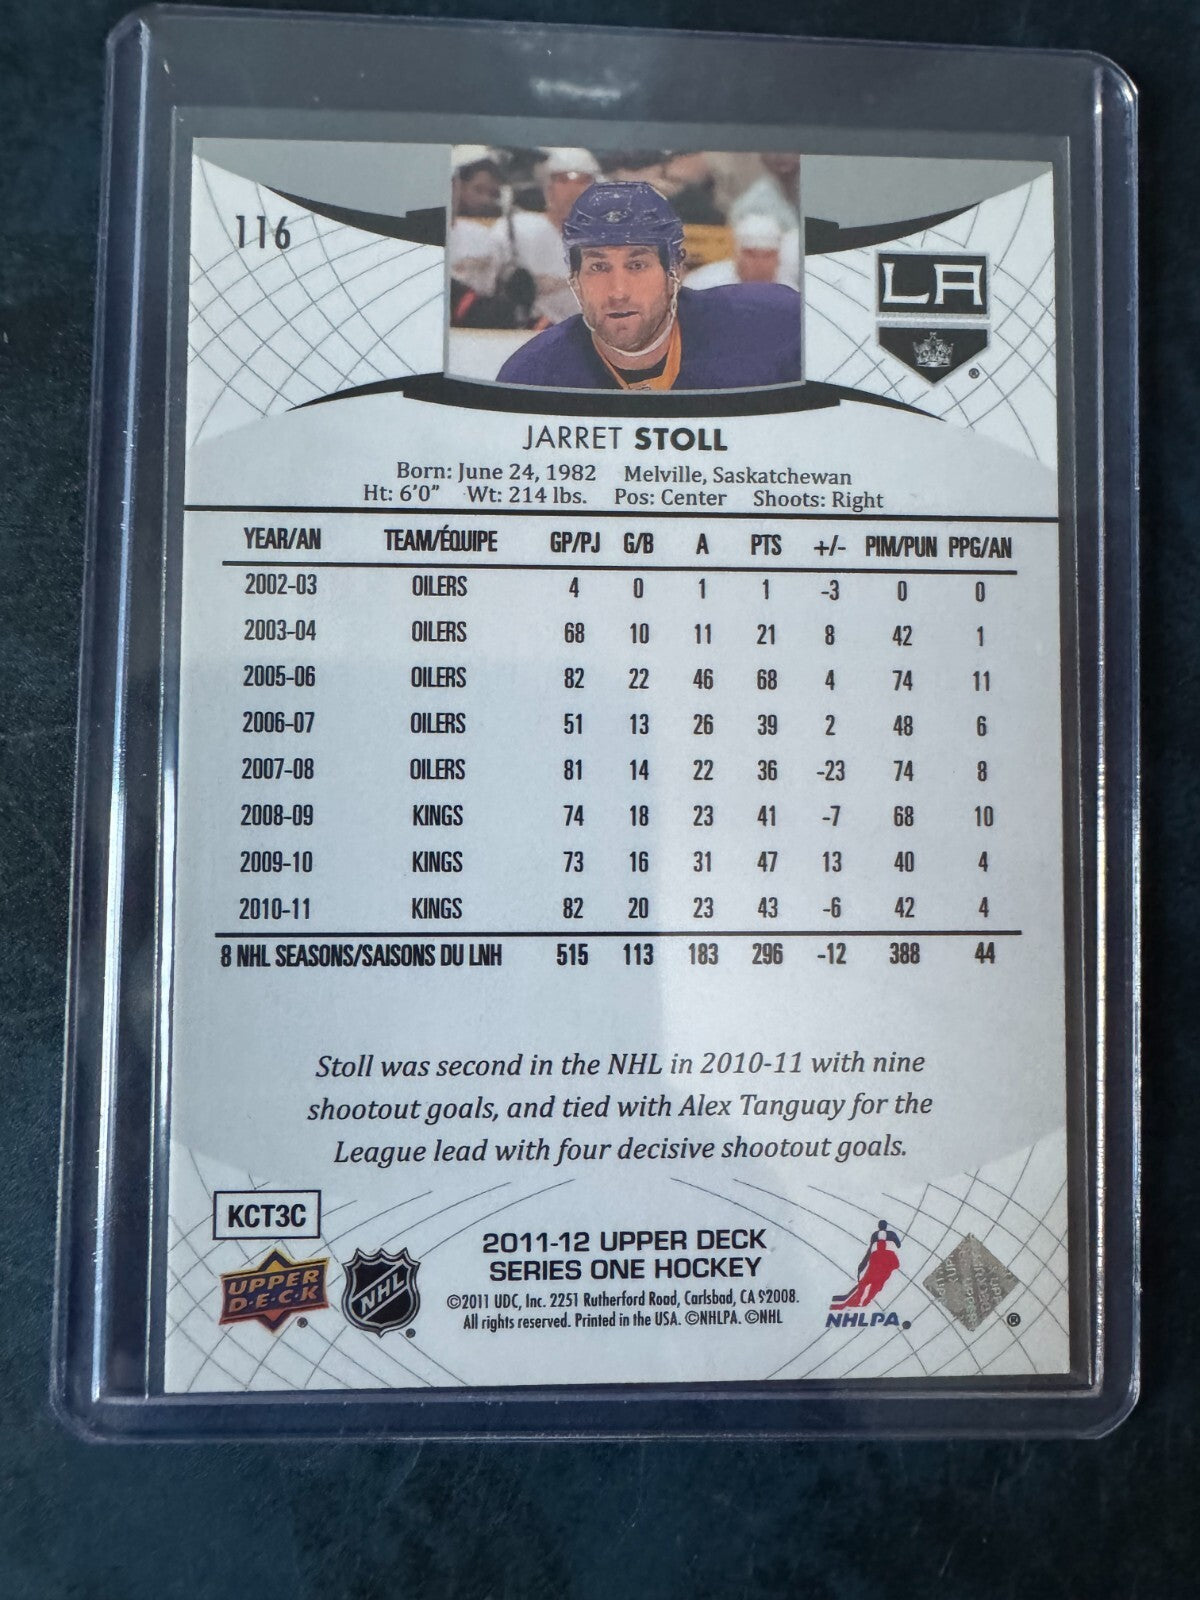 116
LA
JARRET STOLL
Born: June 24, 1982 Melville, Saskatchewan
Ht: 6'0" Wt: 214 lbs. Pos: Center Shoots: Right
YEAR/AN TEAM/ÉQUIPE GP/PJ G/B A PTS +/- PIM/PUN PPG/AN
2002-03 OILERS 4 0 1 1 -3 0 0
2003-04 OILERS 68 10 11 21 8 42 1
2005-06 OILERS 82 22 46 68 4 74 11
2006-07 OILERS 51 13 26 39 2 48 6
2007-08 OILERS 81 14 22 36 -23 74 8
2008-09 KINGS 74 18 23 41 -7 68 10
2009-10 KINGS 73 16 31 47 13 40 4
2010-11 KINGS 82 20 23 43 -6 42 4
8 NHL SEASONS/SAISONS DU LNH 515 113 183 296 -12 388 44
Stoll was second in the NHL in 2010-11 with nine
shootout goals, and tied with Alex Tanguay for the
League lead with four decisive shootout goals.
KCT3C
UPPER
D·E·C·K
NHL
2011-12 UPPER DECK
SERIES ONE HOCKEY
©2011 UDC, Inc. 2251 Rutherford Road, Carlsbad, CA 92008.
All rights reserved. Printed in the USA. ©NHLPA. ©NHL
NHLPA